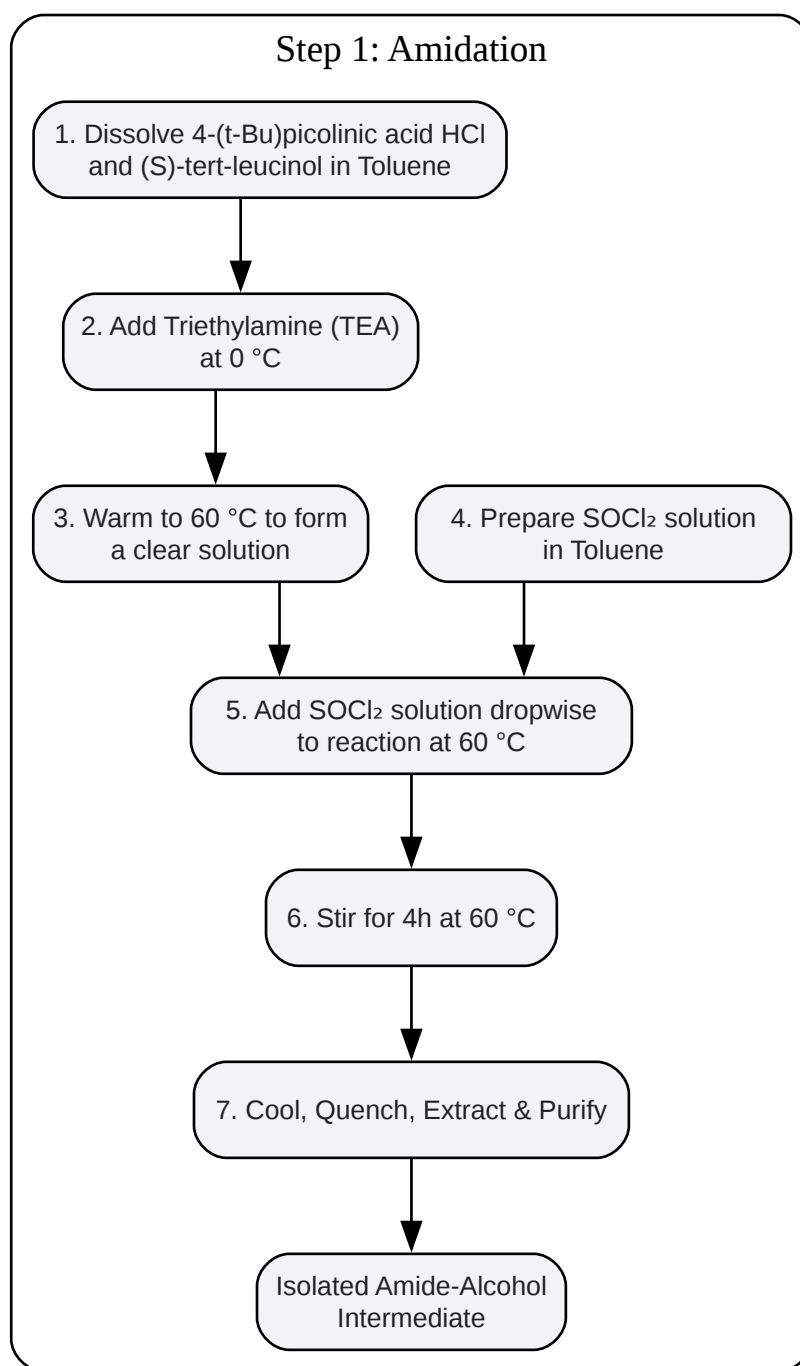 Step 1: Amidation
1. Dissolve 4-(t-Bu)picolinic acid HCl
and (S)-tert-leucinol in Toluene
2. Add Triethylamine (TEA)
at 0 °C
3. Warm to 60 °C to form
a clear solution
4. Prepare SOCl₂ solution
in Toluene
5. Add SOCl₂ solution dropwise
to reaction at 60 °C
6. Stir for 4h at 60 °C
7. Cool, Quench, Extract & Purify
Isolated Amide-Alcohol
Intermediate